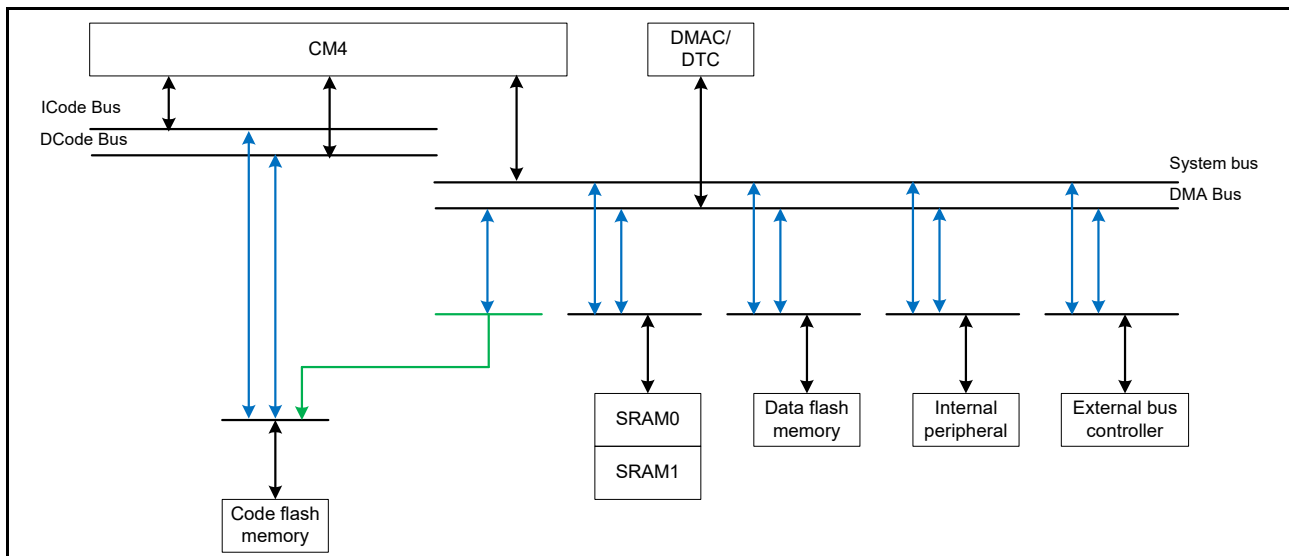 CM4
DMAC/
DTC
ICode Bus
DCode Bus
System bus
DMA Bus
SRAM0
SRAM1
Data flash
memory
Internal
peripheral
External bus
controller
Code flash
memory